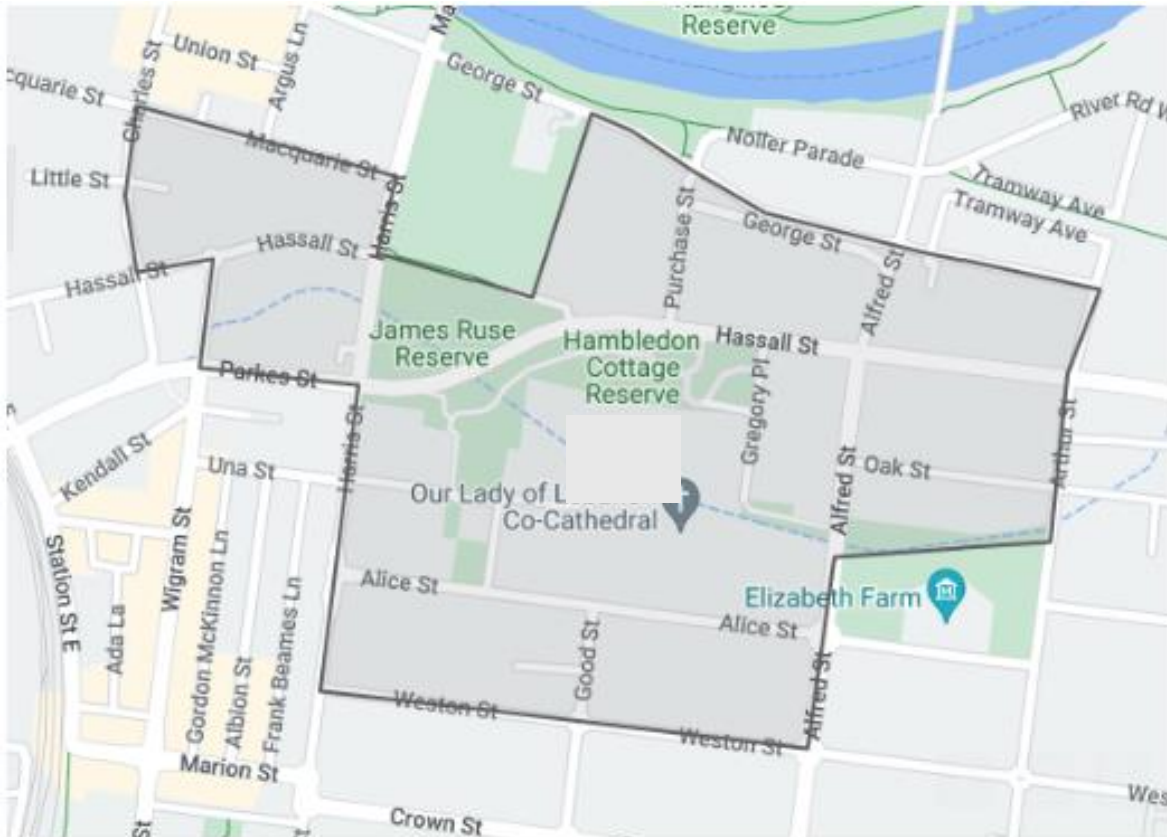 Reserve
Union St
Argus Ln
Charles St
George St
cquarie St
Macquarie St
Little St
Harris St
Hassall St
Hassall St
River Rd W
Noller Parade
Tramway Ave
Tramway Ave
Purchase St
George St
Alfred St
James Ruse
Reserve
Hambledon
Cottage
Reserve
Hassall St
Parkes St
Gregory Pl
Harris St
Kendall St
Una St
Our Lady of L
Co-Cathedral
Alfred St
Oak St
Arthur St
Station St E
Ada La
Wigram St
Gordon McKinnon Ln
Albion St
Frank Beames Ln
Alice St
Alice St
Elizabeth Farm
Good St
Alfred St
Weston St
Weston St
Marion St
Crown St
Wes
St
St